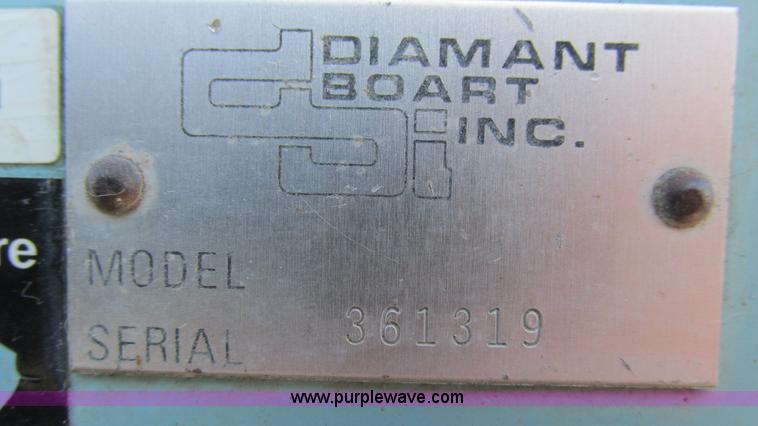 DIAMANT
BOART
INC.
re
MODEL
SERIAL 361319
www.purplewave.com